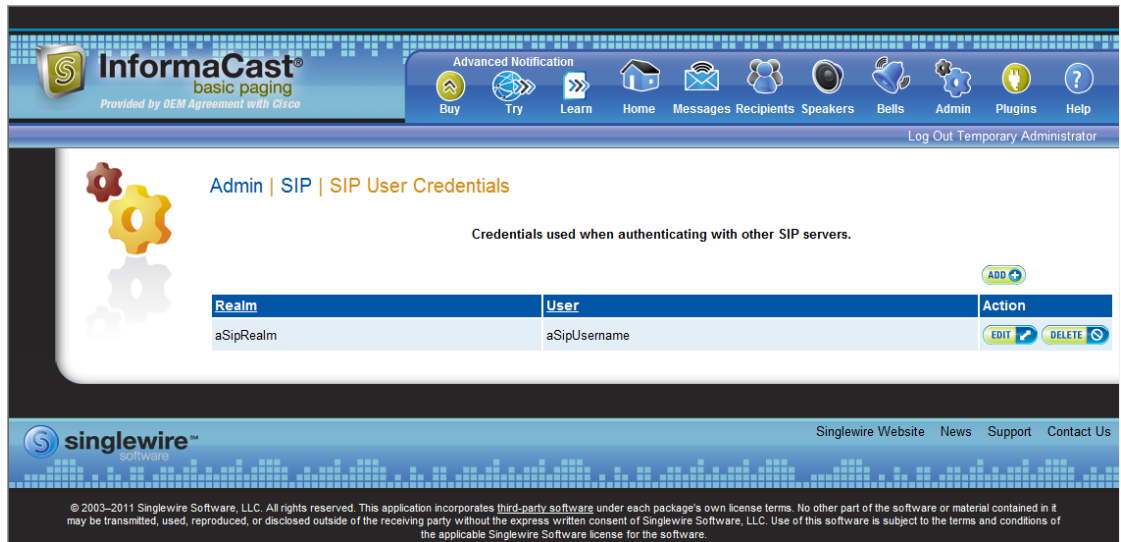 InformaCast®
basic paging
Provided by OEM Agreement with Cisco
Advanced Notification
Buy Try Learn Home Messages Recipients Speakers Bells Admin Plugins Help
Log Out Temporary Administrator
Admin | SIP | SIP User Credentials
Credentials used when authenticating with other SIP servers.
ADD
Realm User Action
aSipRealm aSipUsername EDIT DELETE
singlewire℠
software
Singlewire Website News Support Contact Us
© 2003–2011 Singlewire Software, LLC. All rights reserved. This application incorporates third-party software under each package's own license terms. No other part of the software or material contained in it
may be transmitted, used, reproduced, or disclosed outside of the receiving party without the express written consent of Singlewire Software, LLC. Use of this software is subject to the terms and conditions of
the applicable Singlewire Software license for the software.